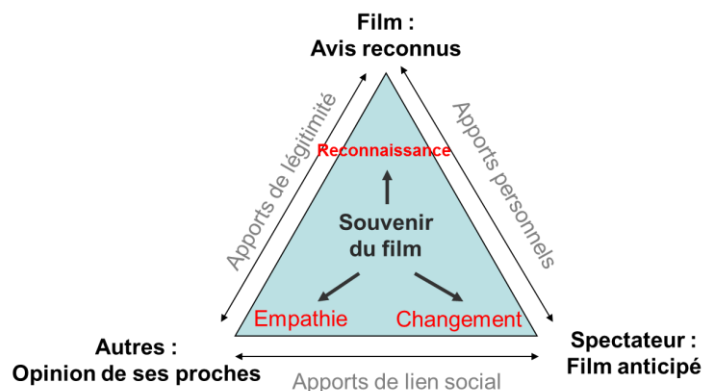 Film :
Avis reconnus
Apports de légitimité
Apports personnels
Reconnaissance
Souvenir
du film
Empathie
Changement
Autres :
Opinion de ses proches
Spectateur :
Film anticipé
Apports de lien social